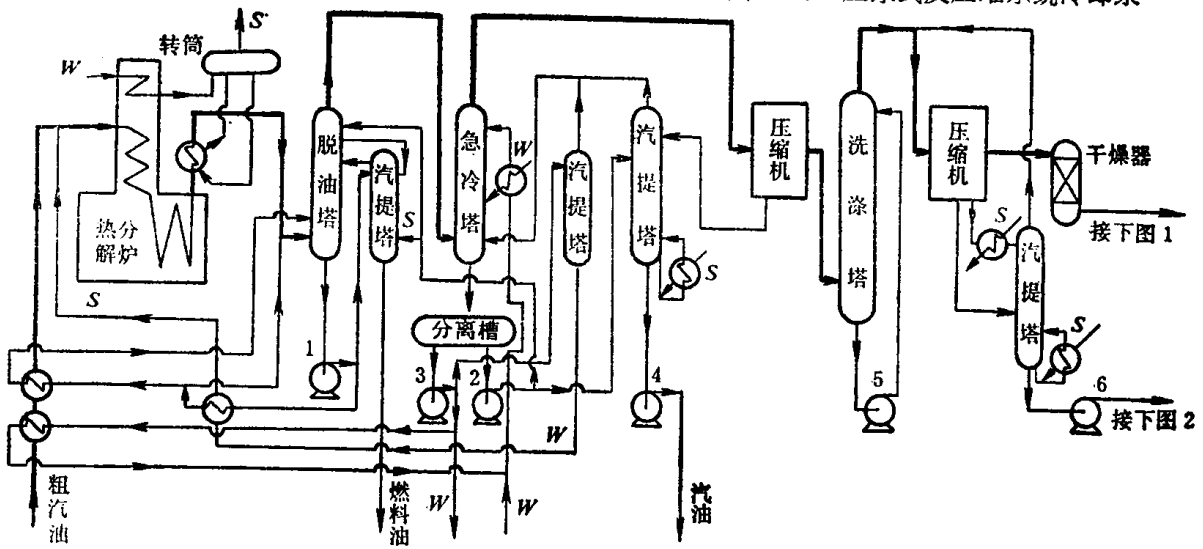 S
转筒
W
热分
解炉
S
粗
汽
油
脱
油
塔
汽
提
塔
S
1
燃
料
油
急
冷
塔
W
分离槽
3
2
W
W
汽
提
塔
W
汽
提
塔
S
4
汽油
压
缩
机
洗
涤
塔
5
压
缩
机
S
汽
提
塔
S
6
干燥器
接下图1
接下图2